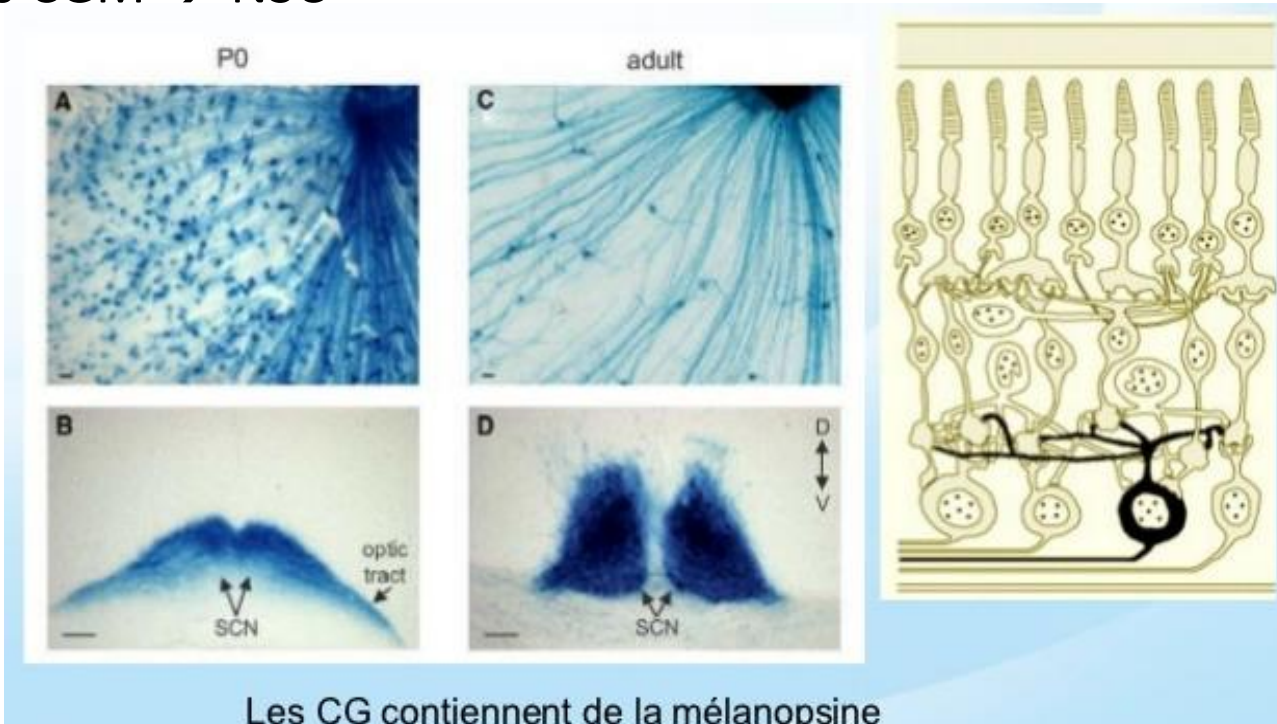 P0
adult
A
C
B
D
D
V
optic
tract
SCN
SCN
Les CG contiennent de la mélanopsine